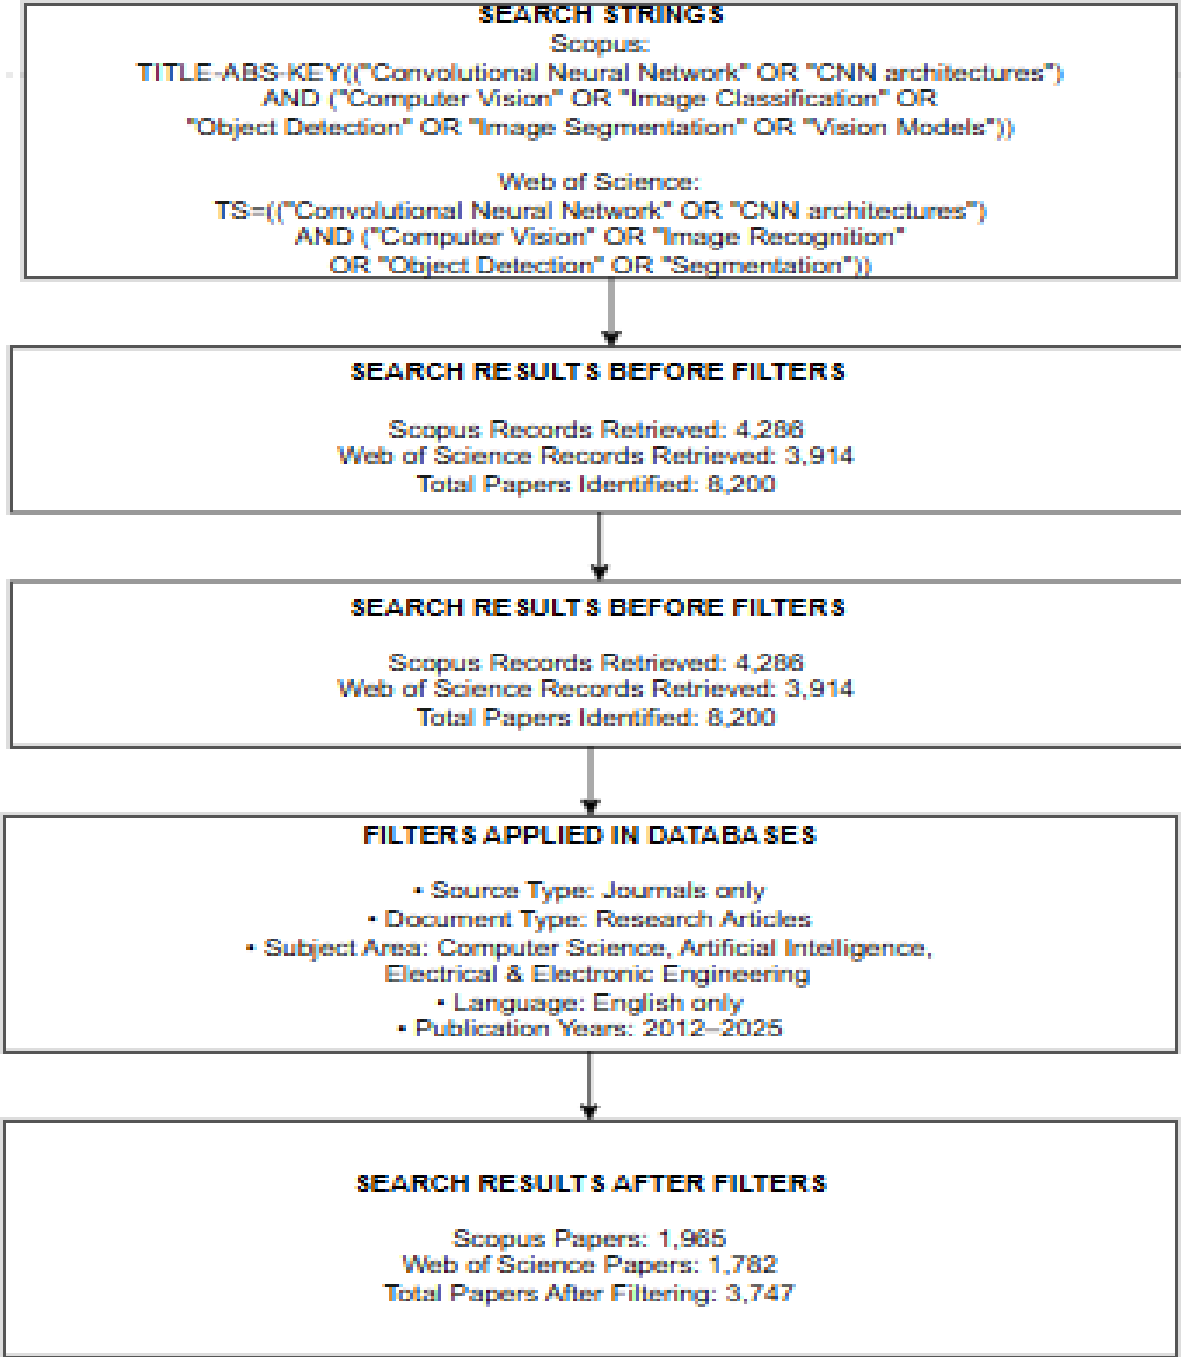 SEARCH STRINGS
Scopus:
TITLE-ABS-KEY(("Convolutional Neural Network" OR "CNN architectures")
AND ("Computer Vision" OR "Image Classification" OR
"Object Detection" OR "Image Segmentation" OR "Vision Models"))
Web of Science:
TS=(("Convolutional Neural Network" OR "CNN architectures")
AND ("Computer Vision" OR "Image Recognition"
OR "Object Detection" OR "Segmentation"))
SEARCH RESULTS BEFORE FILTERS
Scopus Records Retrieved: 4,286
Web of Science Records Retrieved: 3,914
Total Papers Identified: 8,200
SEARCH RESULTS BEFORE FILTERS
Scopus Records Retrieved: 4,286
Web of Science Records Retrieved: 3,914
Total Papers Identified: 8,200
FILTERS APPLIED IN DATABASES
• Source Type: Journals only
• Document Type: Research Articles
• Subject Area: Computer Science, Artificial Intelligence,
Electrical & Electronic Engineering
• Language: English only
• Publication Years: 2012–2025
SEARCH RESULTS AFTER FILTERS
Scopus Papers: 1,965
Web of Science Papers: 1,782
Total Papers After Filtering: 3,747